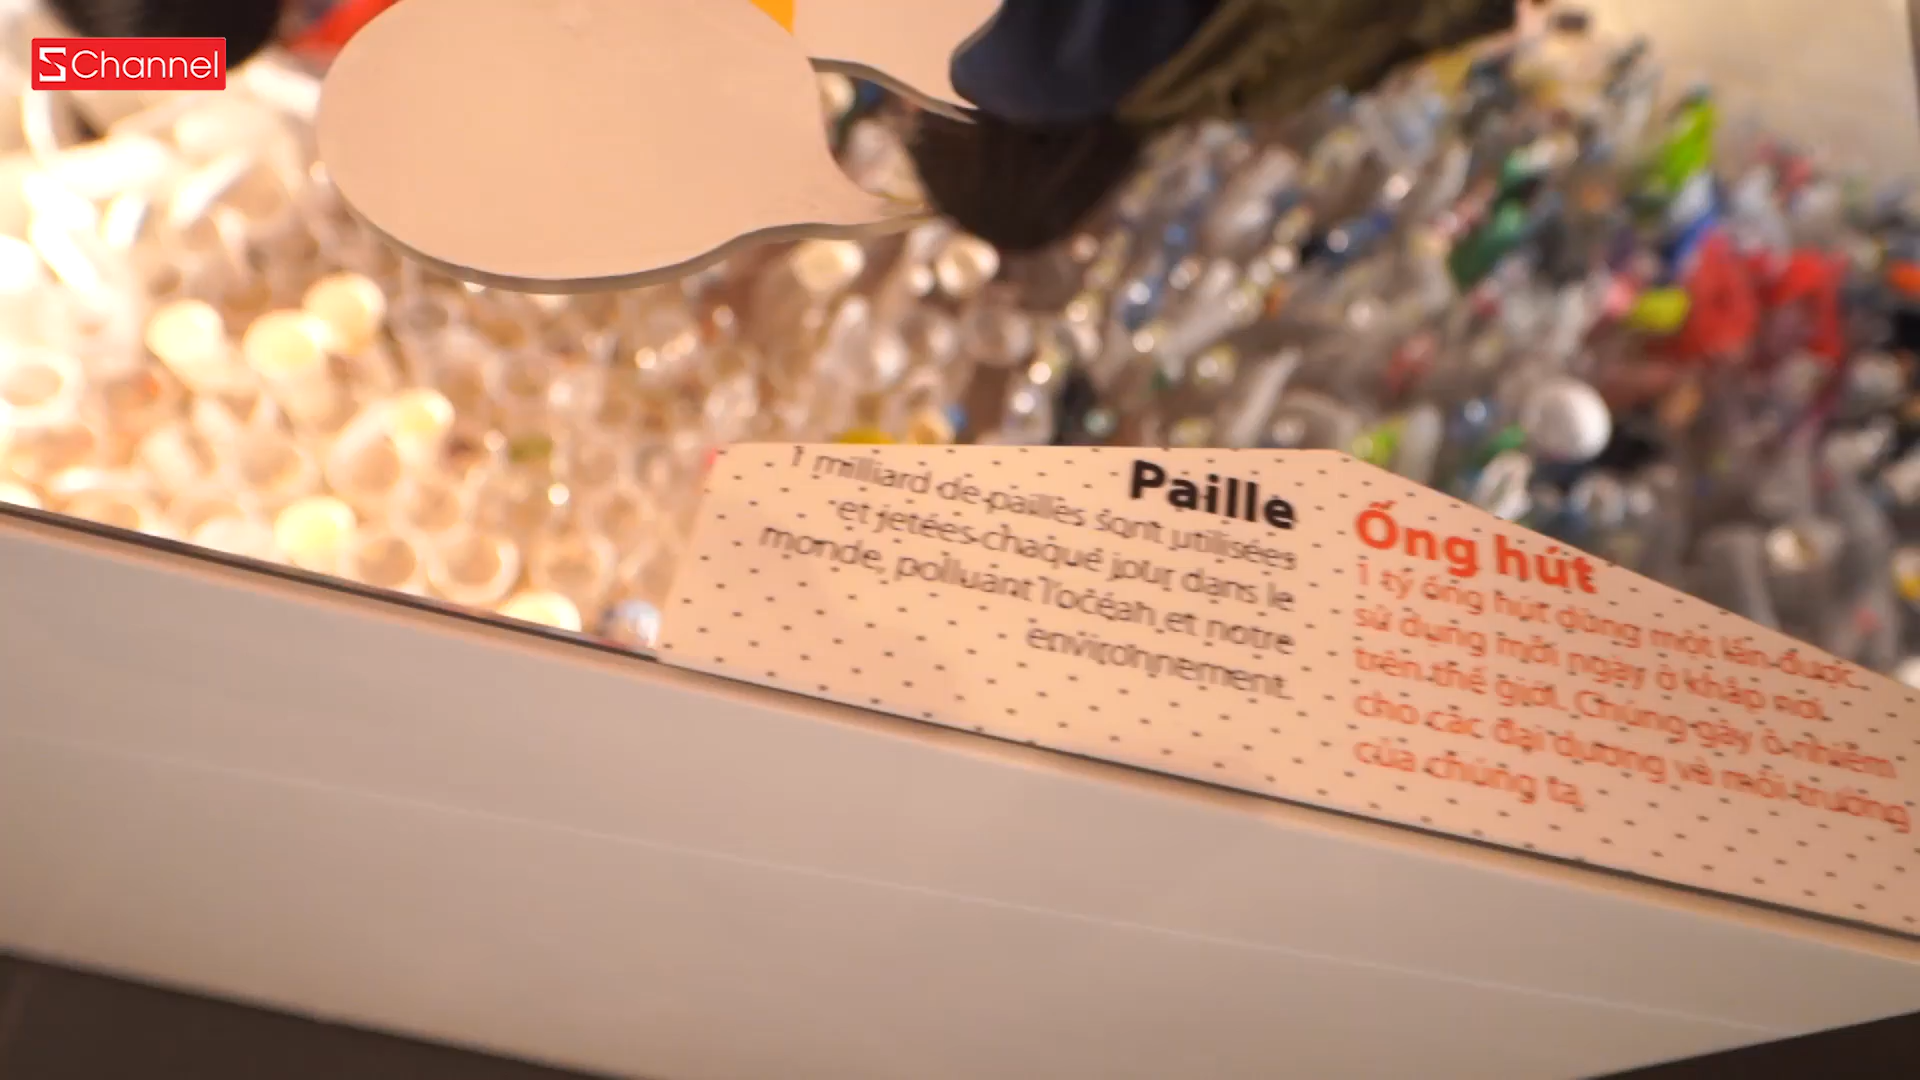 SChannel
Paille
1 milliard de pailles sont utilisées
et jetées chaque jour dans le
monde, polluant l'océan et notre
environnement.
Ống hút
1 tỷ ống hút dùng một lần được
sử dụng mỗi ngày ở khắp nơi
trên thế giới. Chúng gây ô nhiễm
cho các đại dương và môi trường
của chúng ta.